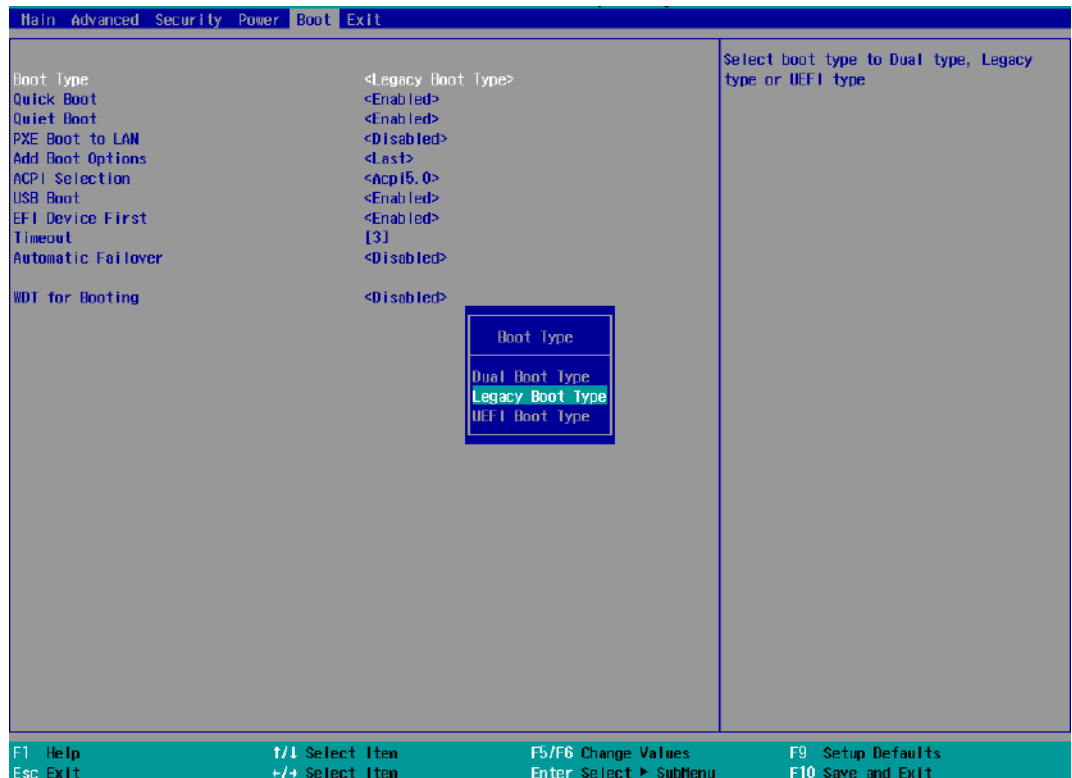 Main Advanced Security Power Boot Exit
Boot Type <Legacy Boot Type>
Quick Boot <Enabled>
Quiet Boot <Enabled>
PXE Boot to LAN <Disabled>
Add Boot Options <Last>
ACPI Selection <Acpi5.0>
USB Boot <Enabled>
EFI Device First <Enabled>
Timeout [3]
Automatic Failover <Disabled>
WDT for Booting <Disabled>
Select boot type to Dual type, Legacy
type or UEFI type
Boot Type
Dual Boot Type
Legacy Boot Type
UEFI Boot Type
F1 Help ↑/↓ Select Item F5/F6 Change Values F9 Setup Defaults
Esc Exit ←/→ Select Item Enter Select ► SubMenu F10 Save and Exit